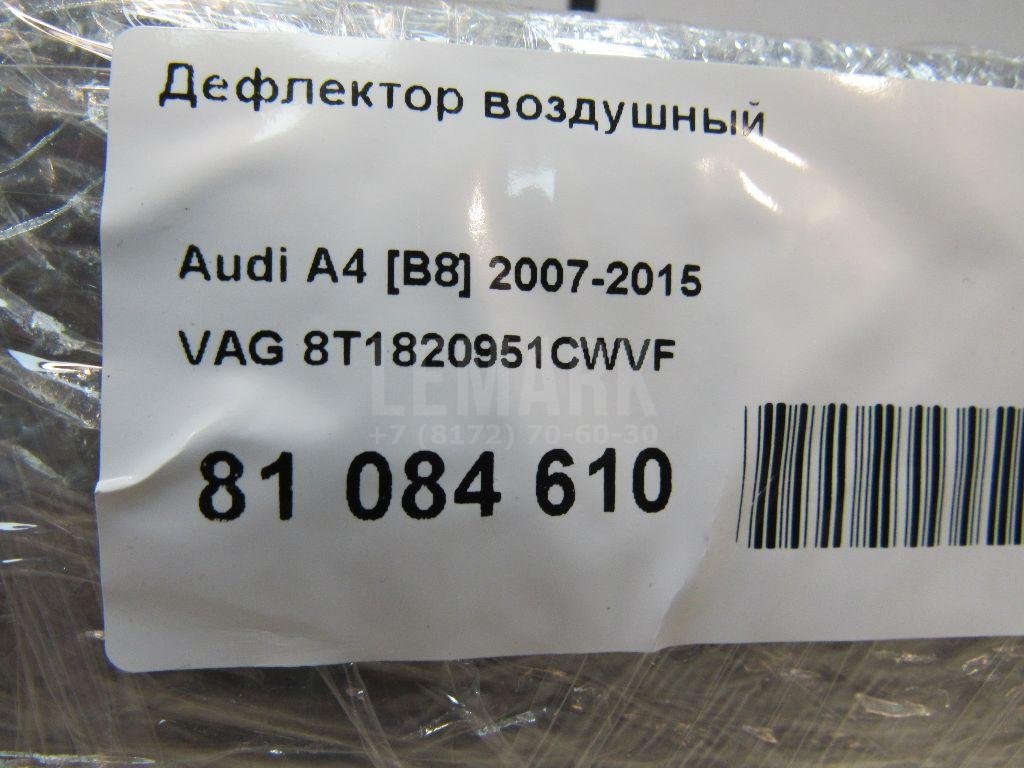 Дефлектор воздушный
Audi A4 [B8] 2007-2015
VAG 8T1820951CWVF
LEMARK
+7 (8172) 70-60-30
81 084 610